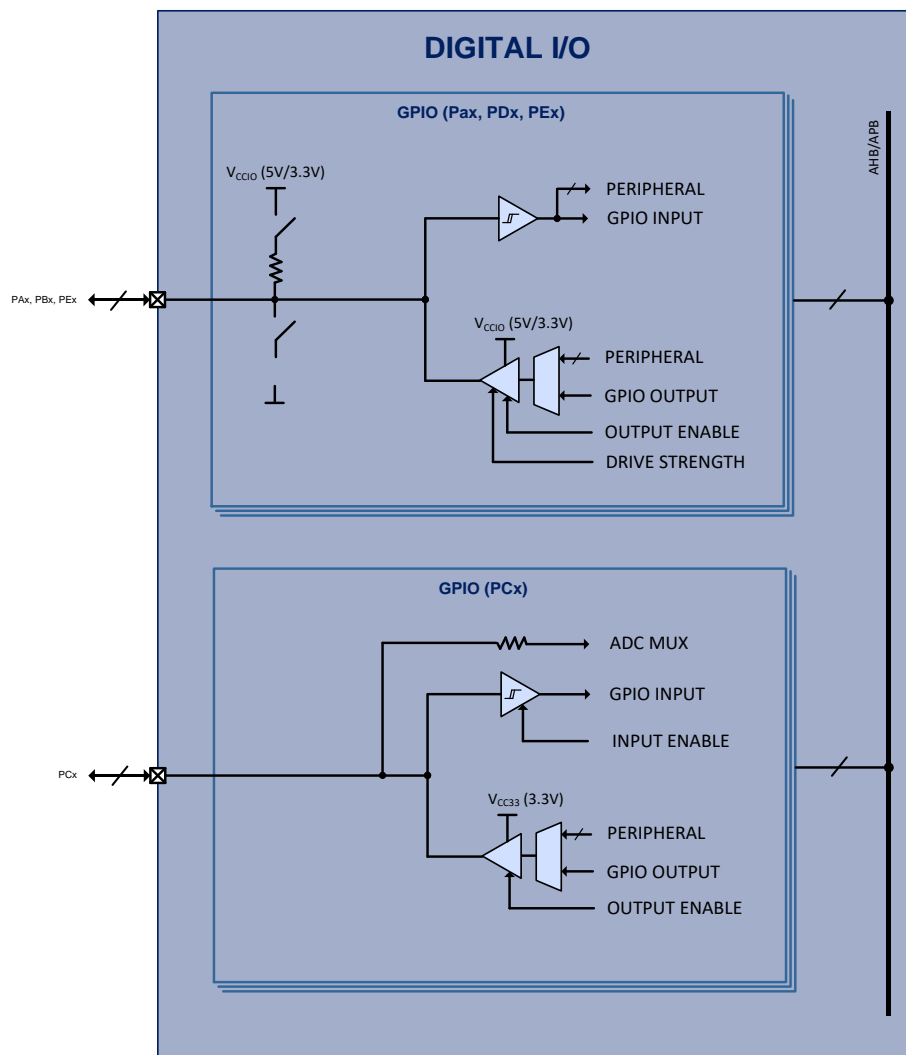 DIGITAL I/O
GPIO (Pax, PDx, PEx)
AHB/APB
VCCIO (5V/3.3V)
PERIPHERAL
GPIO INPUT
PAx, PBx, PEx
VCCIO (5V/3.3V)
PERIPHERAL
GPIO OUTPUT
OUTPUT ENABLE
DRIVE STRENGTH
GPIO (PCx)
ADC MUX
GPIO INPUT
INPUT ENABLE
PCx
VCC33 (3.3V)
PERIPHERAL
GPIO OUTPUT
OUTPUT ENABLE